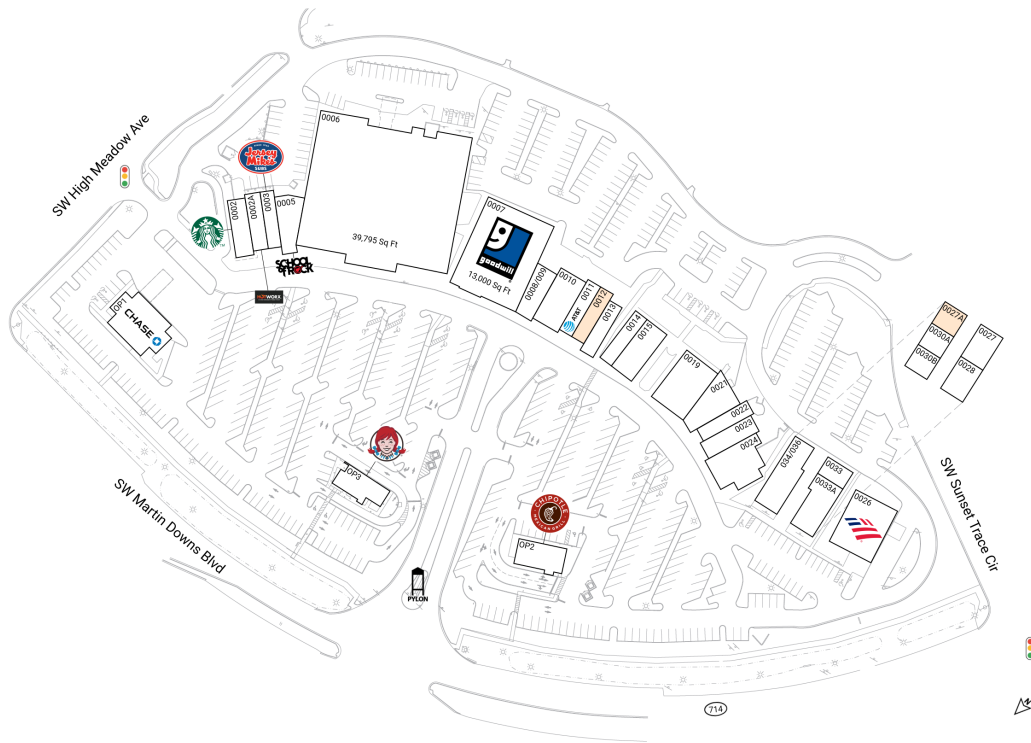 SW High Meadow Ave
0006
Jersey
Mike's
SUBS
0002
0002A
0003
0005
39,795 Sq Ft
SCHOOL
of ROCK
HOTWORX
0007
goodwill
13,000 Sq Ft
0008/009
0010
AT&T
0011
0012
0013
0014
0015
OP1
CHASE
0019
0021
0022
0023
0024
0027A
0030A
0030B
0027
0028
OP3
SW Martin Downs Blvd
CHIPOTLE
MEXICAN GRILL
OP2
034/036
0033
0033A
0026
SW Sunset Trace Cir
PYLON
714